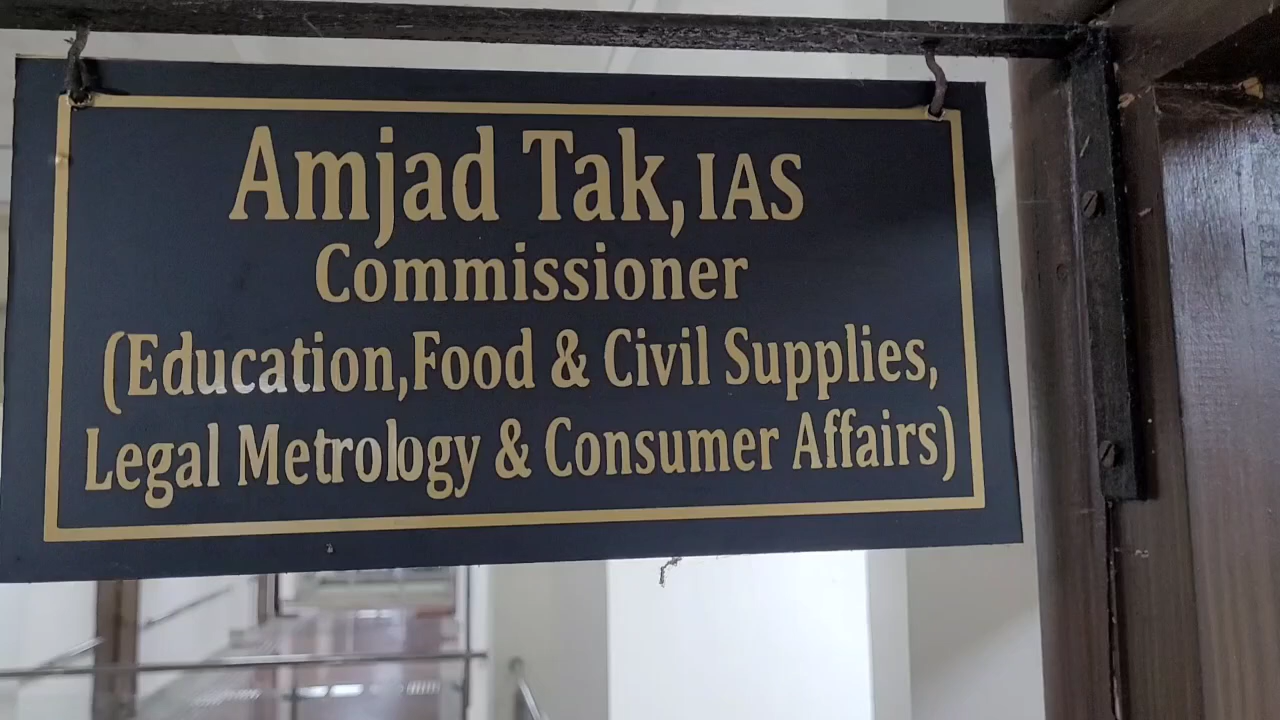 Amjad Tak, IAS
Commissioner
(Education,Food & Civil Supplies,
Legal Metrology & Consumer Affairs)